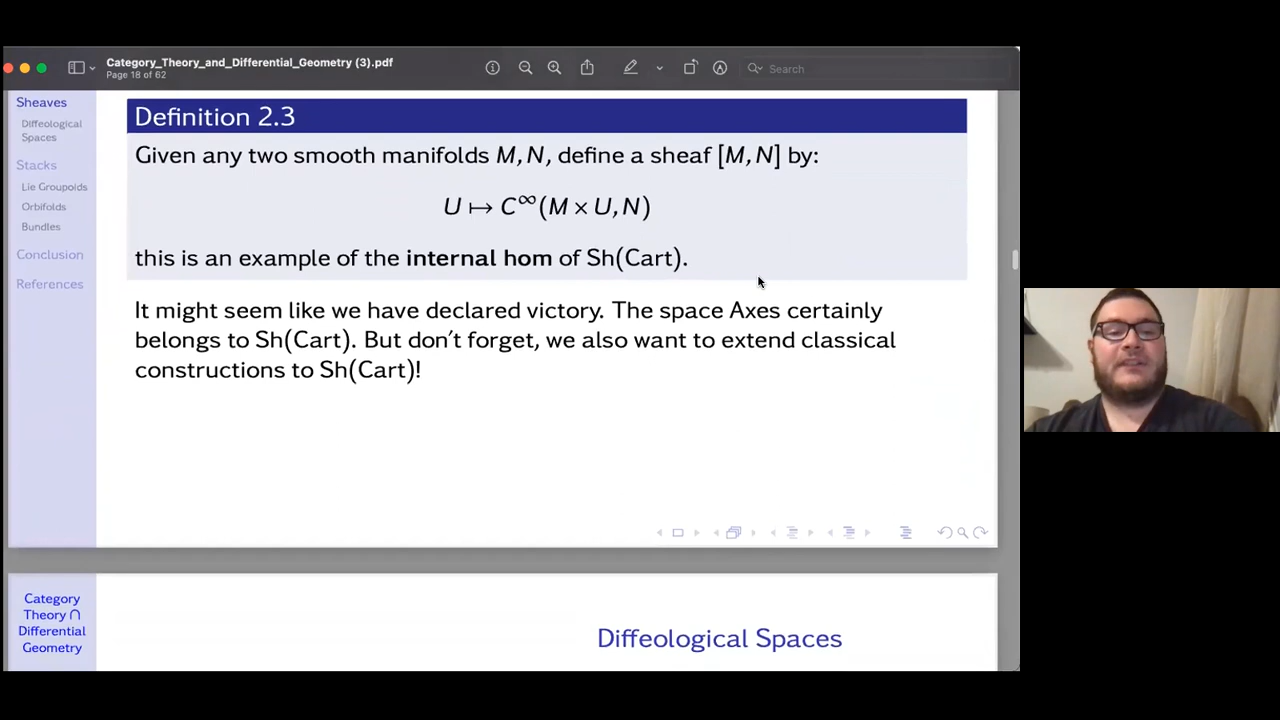 Category_Theory_and_Differential_Geometry (3).pdf
Page 18 of 62
Search
Sheaves
Diffeological
Spaces
Stacks
Lie Groupoids
Orbifolds
Bundles
Conclusion
References
Definition 2.3
Given any two smooth manifolds M, N, define a sheaf [M, N] by:
U ↦ C∞(M × U, N)
this is an example of the internal hom of Sh(Cart).
It might seem like we have declared victory. The space Axes certainly
belongs to Sh(Cart). But don't forget, we also want to extend classical
constructions to Sh(Cart)!
Category
Theory ∩
Differential
Geometry
Diffeological Spaces